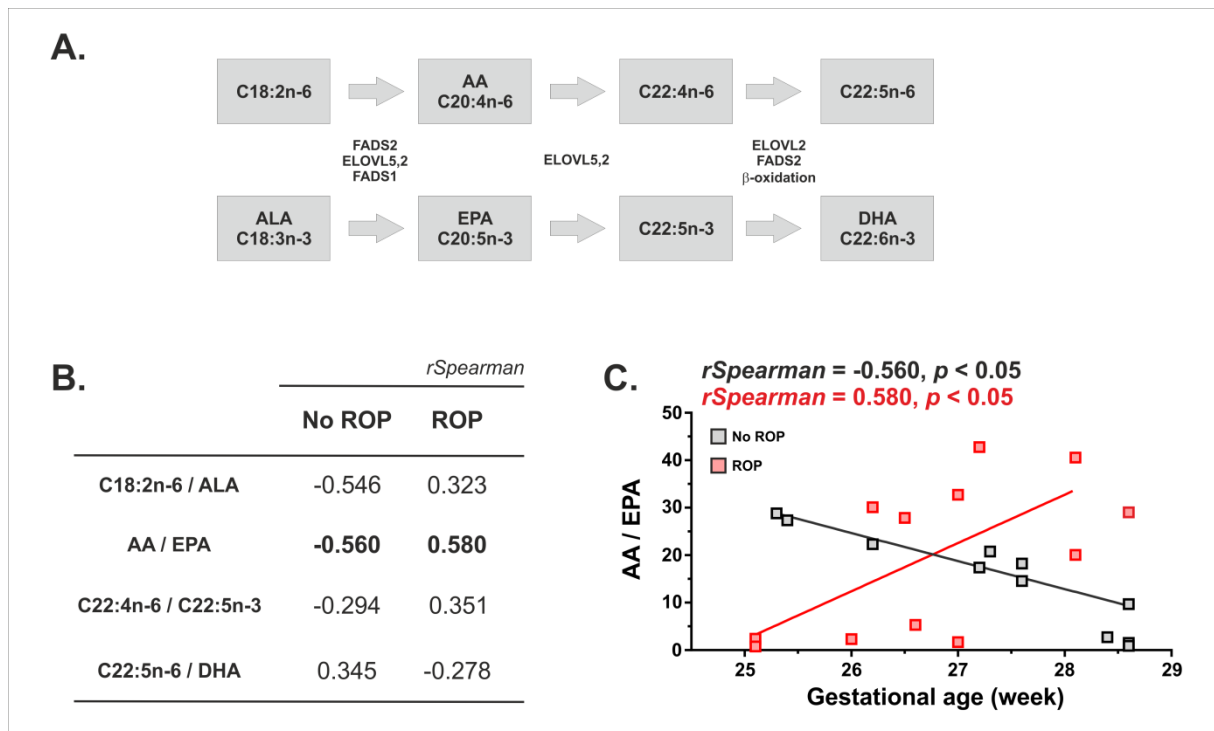 A.
C18:2n-6
AA
C20:4n-6
C22:4n-6
C22:5n-6
FADS2
ELOVL5,2
FADS1
ELOVL5,2
ELOVL2
FADS2
β-oxidation
ALA
C18:3n-3
EPA
C20:5n-3
C22:5n-3
DHA
C22:6n-3
B.
rSpearman
No ROP ROP
C18:2n-6 / ALA -0.546 0.323
AA / EPA -0.560 0.580
C22:4n-6 / C22:5n-3 -0.294 0.351
C22:5n-6 / DHA 0.345 -0.278
C.
rSpearman = -0.560, p < 0.05
rSpearman = 0.580, p < 0.05
No ROP
ROP
AA / EPA
50
40
30
20
10
0
25 26 27 28 29
Gestational age (week)